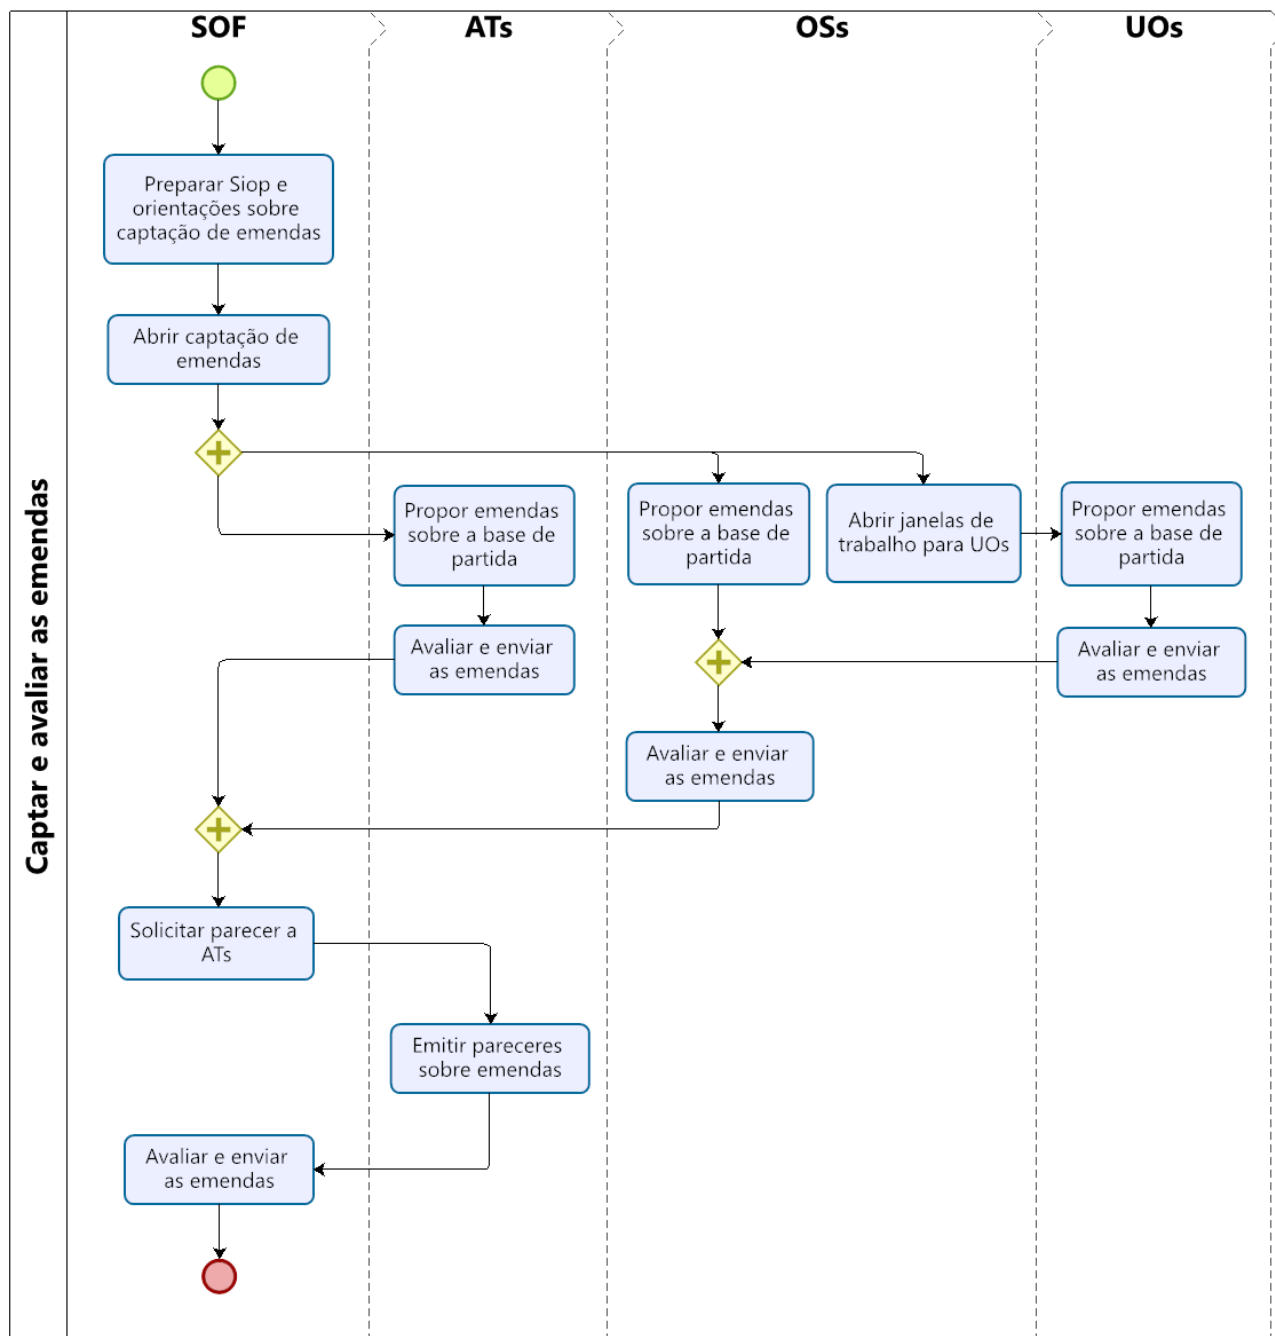 SOF
ATs
OSs
UOs
Captar e avaliar as emendas
Preparar Siop e
orientações sobre
captação de emendas
Abrir captação de
emendas
Propor emendas
sobre a base de
partida
Propor emendas
sobre a base de
partida
Abrir janelas de
trabalho para UOs
Propor emendas
sobre a base de
partida
Avaliar e enviar
as emendas
Avaliar e enviar
as emendas
Avaliar e enviar
as emendas
Solicitar parecer a
ATs
Emitir pareceres
sobre emendas
Avaliar e enviar
as emendas